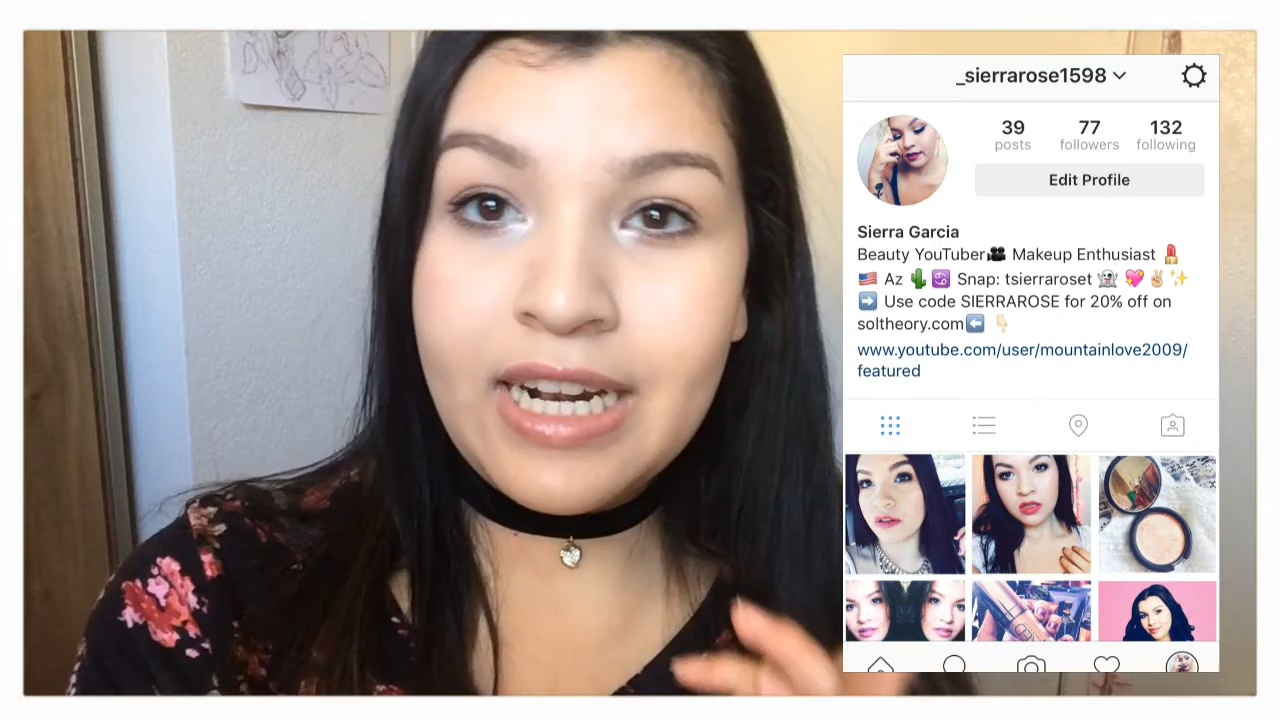 _sierrarose1598
39 77 132
posts followers following
Edit Profile
Sierra Garcia
Beauty YouTuber🎥 Makeup Enthusiast 💄
🇺🇸 Az 🌵♋ Snap: tsierraroset 👻 💖 ✌🏼 ✨
➡️ Use code SIERRAROSE for 20% off on
soltheory.com⬅️ 👇🏻
www.youtube.com/user/mountainlove2009/
featured